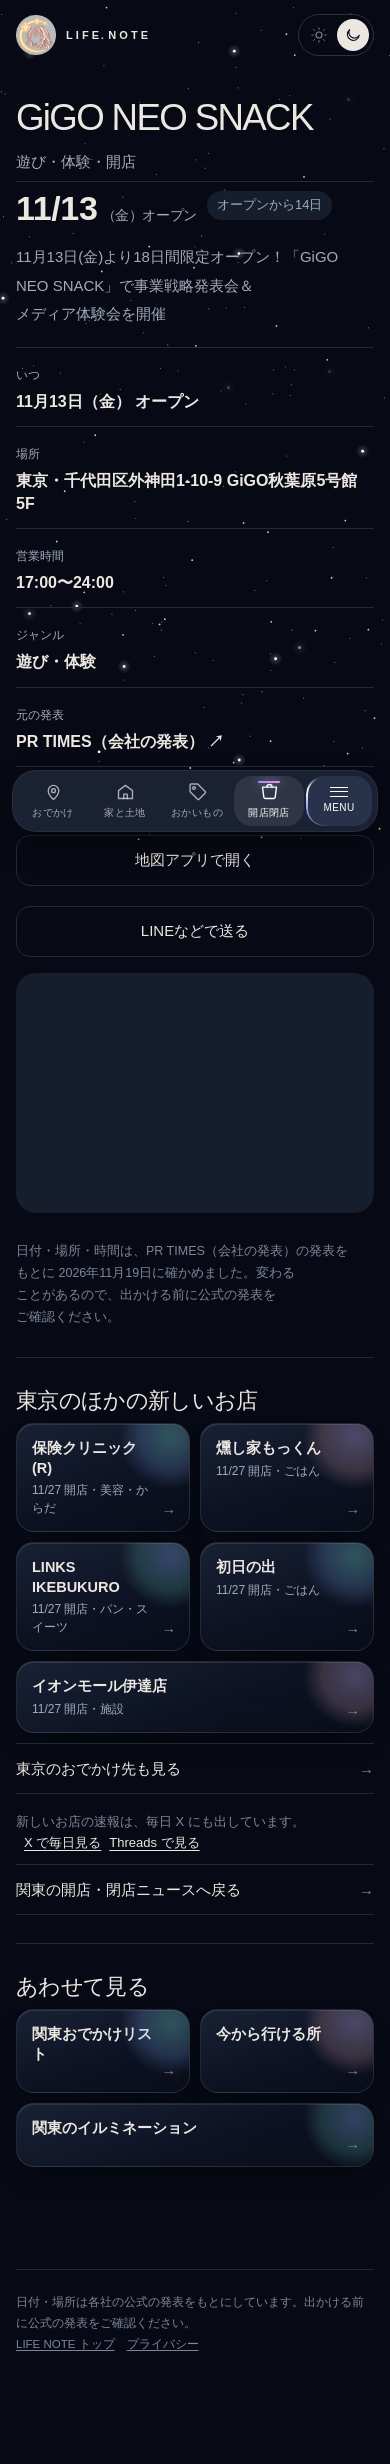 LIFE.NOTE
GiGO NEO SNACK
遊び・体験・開店
11/13 （金）オープン オープンから14日
11月13日(金)より18日間限定オープン！「GiGO
NEO SNACK」で事業戦略発表会＆
メディア体験会を開催
いつ
11月13日（金） オープン
場所
東京・千代田区外神田1-10-9 GiGO秋葉原5号館
5F
営業時間
17:00〜24:00
ジャンル
遊び・体験
元の発表
PR TIMES（会社の発表） ↗
おでかけ 家と土地 おかいもの 開店閉店 MENU
地図アプリで開く
LINEなどで送る
日付・場所・時間は、PR TIMES（会社の発表）の発表を
もとに 2026年11月19日に確かめました。変わる
ことがあるので、出かける前に公式の発表を
ご確認ください。
東京のほかの新しいお店
保険クリニック
(R)
11/27 開店・美容・か
らだ →
燻し家もっくん
11/27 開店・ごはん
→
LINKS
IKEBUKURO
11/27 開店・パン・ス
イーツ →
初日の出
11/27 開店・ごはん
→
イオンモール伊達店
11/27 開店・施設
→
東京のおでかけ先も見る →
新しいお店の速報は、毎日 X にも出しています。
X で毎日見る Threads で見る
関東の開店・閉店ニュースへ戻る →
あわせて見る
関東おでかけリス
ト
→
今から行ける所
→
関東のイルミネーション
→
日付・場所は各社の公式の発表をもとにしています。出かける前
に公式の発表をご確認ください。
LIFE NOTE トップ プライバシー